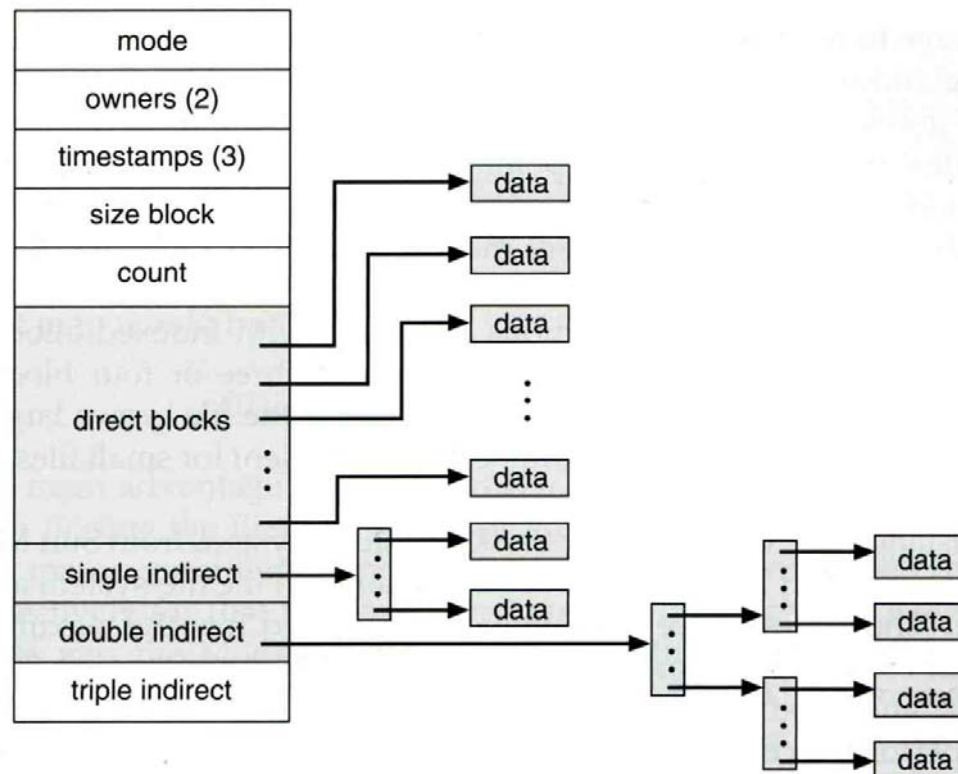 mode
owners (2)
timestamps (3)
size block
count
direct blocks
single indirect
double indirect
triple indirect
data
data
data
data
data
data
data
data
data
data